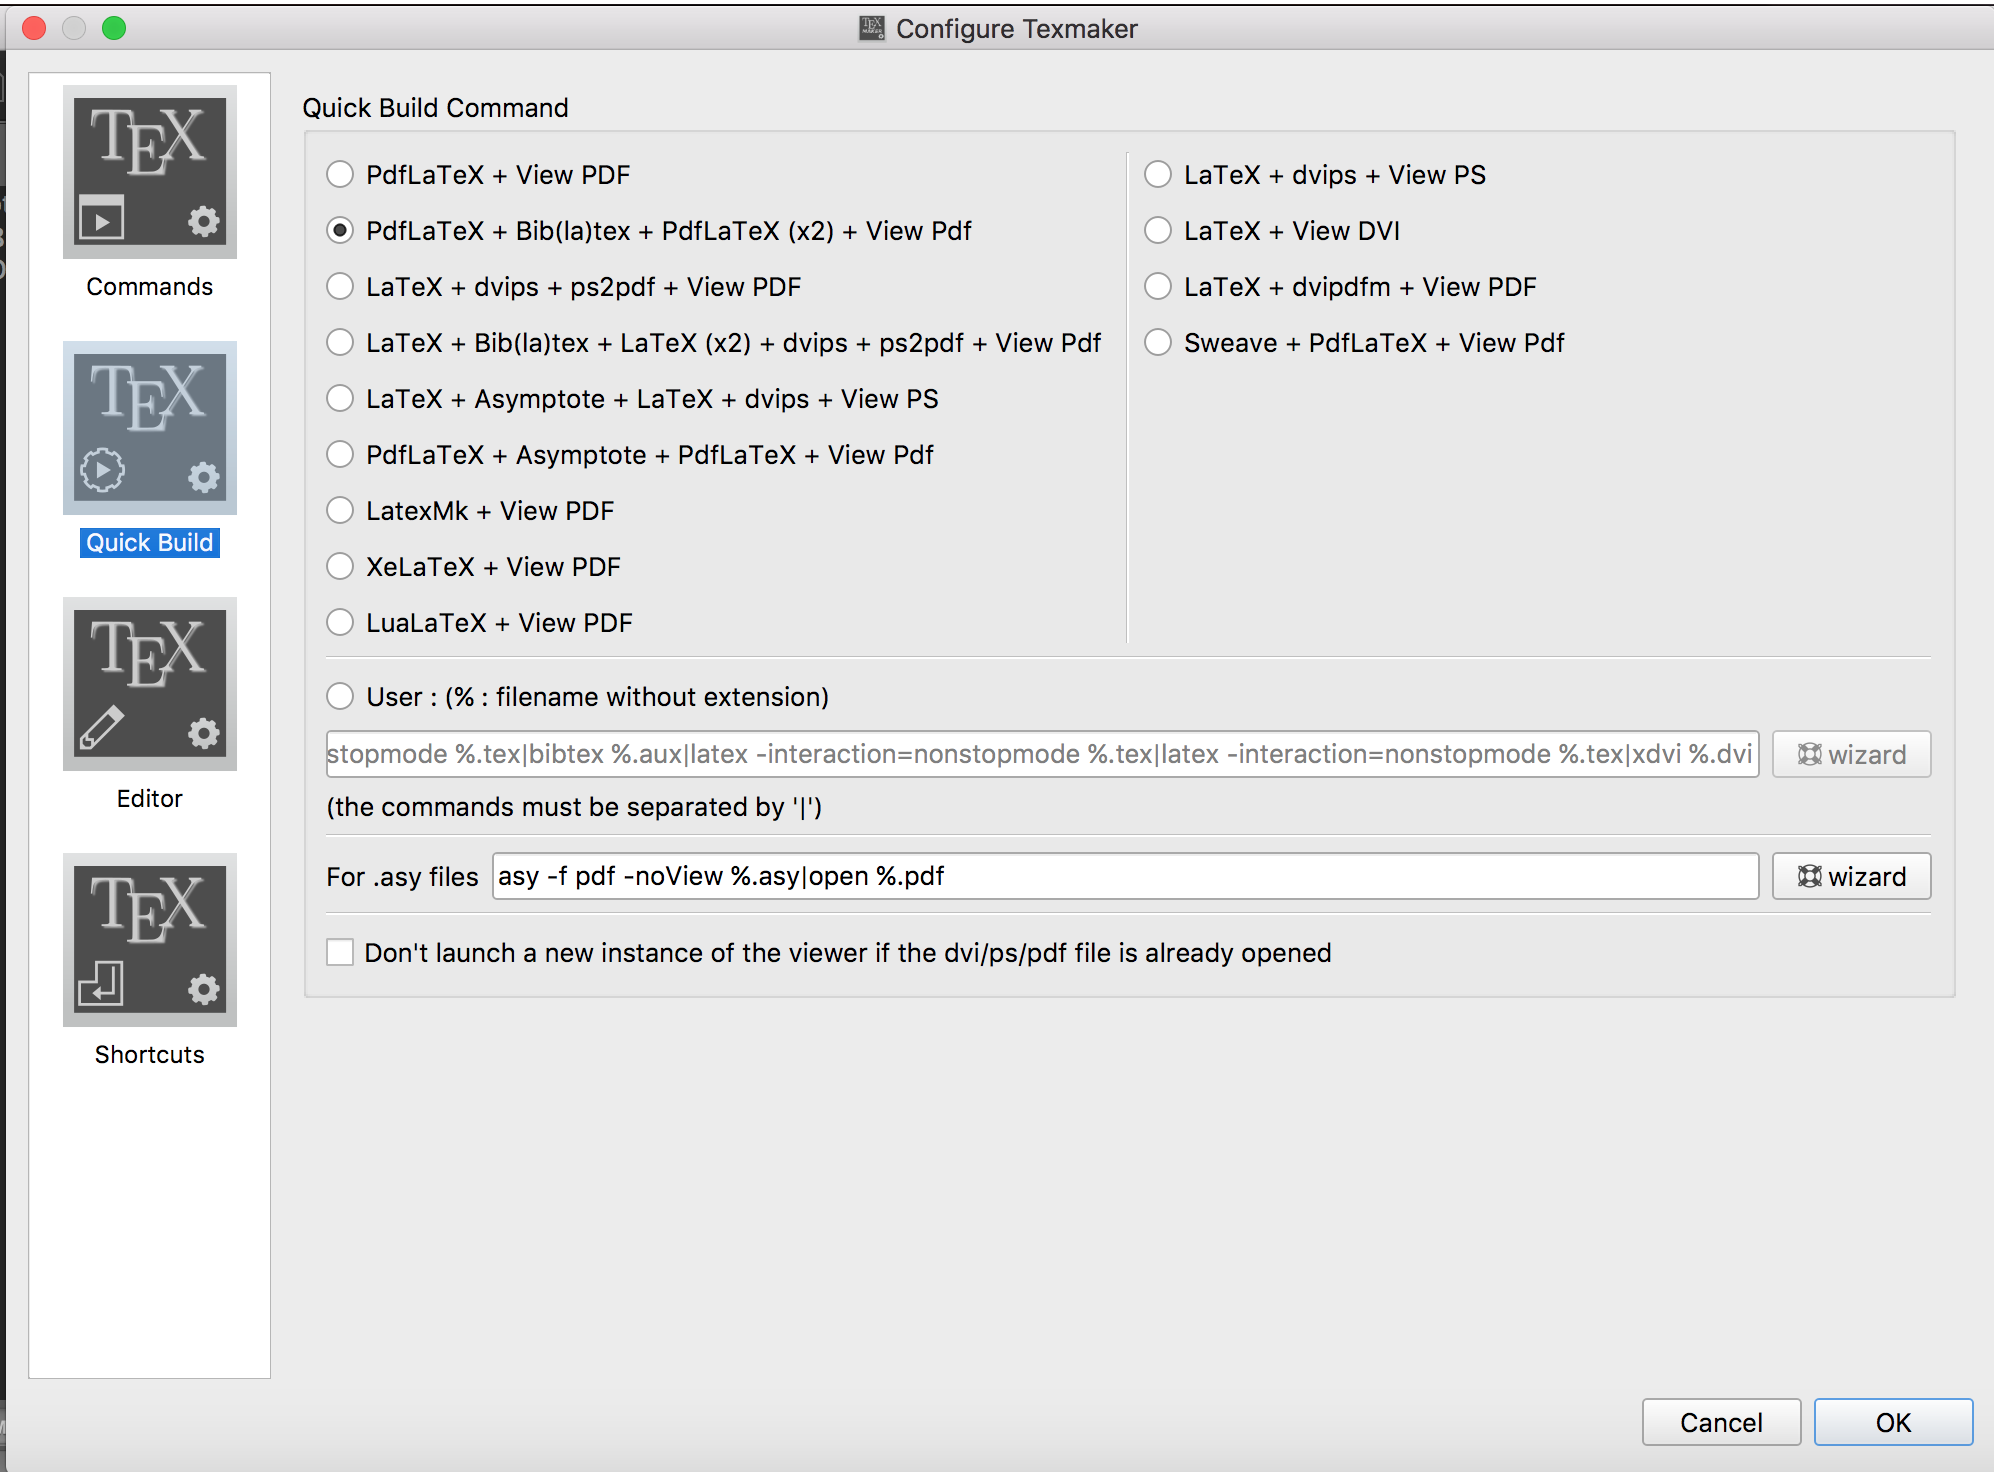 Configure Texmaker
TEX
Commands
TEX
Quick Build
TEX
Editor
TEX
Shortcuts
Quick Build Command
PdfLaTeX + View PDF
PdfLaTeX + Bib(la)tex + PdfLaTeX (x2) + View Pdf
LaTeX + dvips + ps2pdf + View PDF
LaTeX + Bib(la)tex + LaTeX (x2) + dvips + ps2pdf + View Pdf
LaTeX + Asymptote + LaTeX + dvips + View PS
PdfLaTeX + Asymptote + PdfLaTeX + View Pdf
LatexMk + View PDF
XeLaTeX + View PDF
LuaLaTeX + View PDF
LaTeX + dvips + View PS
LaTeX + View DVI
LaTeX + dvipdfm + View PDF
Sweave + PdfLaTeX + View Pdf
User : (% : filename without extension)
stopmode %.tex|bibtex %.aux|latex -interaction=nonstopmode %.tex|latex -interaction=nonstopmode %.tex|xdvi %.dvi
wizard
(the commands must be separated by '|')
For .asy files
asy -f pdf -noView %.asy|open %.pdf
wizard
Don't launch a new instance of the viewer if the dvi/ps/pdf file is already opened
Cancel
OK